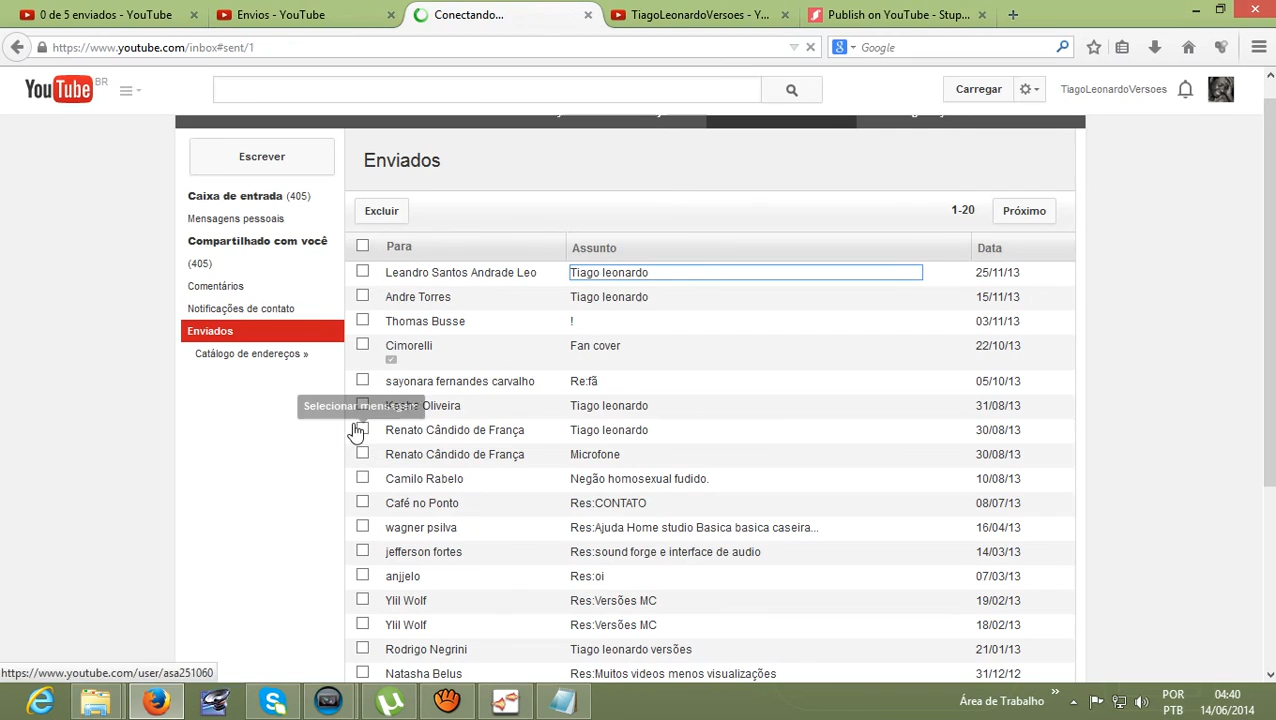 0 de 5 enviados - YouTube
Envios - YouTube
Conectando...
TiagoLeonardoVersoes - Y...
Publish on YouTube - Stup...
https://www.youtube.com/inbox#sent/1
Google
YouTube BR
Carregar
TiagoLeonardoVersoes
Escrever
Enviados
Caixa de entrada (405)
Mensagens pessoais
Compartilhado com você
(405)
Comentários
Notificações de contato
Enviados
Catálogo de endereços »
Excluir
1-20
Próximo
Para Assunto Data
Leandro Santos Andrade Leo Tiago leonardo 25/11/13
Andre Torres Tiago leonardo 15/11/13
Thomas Busse ! 03/11/13
Cimorelli Fan cover 22/10/13
sayonara fernandes carvalho Re:fã 05/10/13
Selecionar Oliveira Tiago leonardo 31/08/13
Renato Cândido de França Tiago leonardo 30/08/13
Renato Cândido de França Microfone 30/08/13
Camilo Rabelo Negão homosexual fudido. 10/08/13
Café no Ponto Res:CONTATO 08/07/13
wagner psilva Res:Ajuda Home studio Basica basica caseira... 16/04/13
jefferson fortes Res:sound forge e interface de audio 14/03/13
anjjelo Res:oi 07/03/13
Ylil Wolf Res:Versões MC 19/02/13
Ylil Wolf Res:Versões MC 18/02/13
Rodrigo Negrini Tiago leonardo versões 21/01/13
Natasha Belus Res:Muitos videos menos visualizações 31/12/12
https://www.youtube.com/user/asa251060
Área de Trabalho
POR
PTB
04:40
14/06/2014